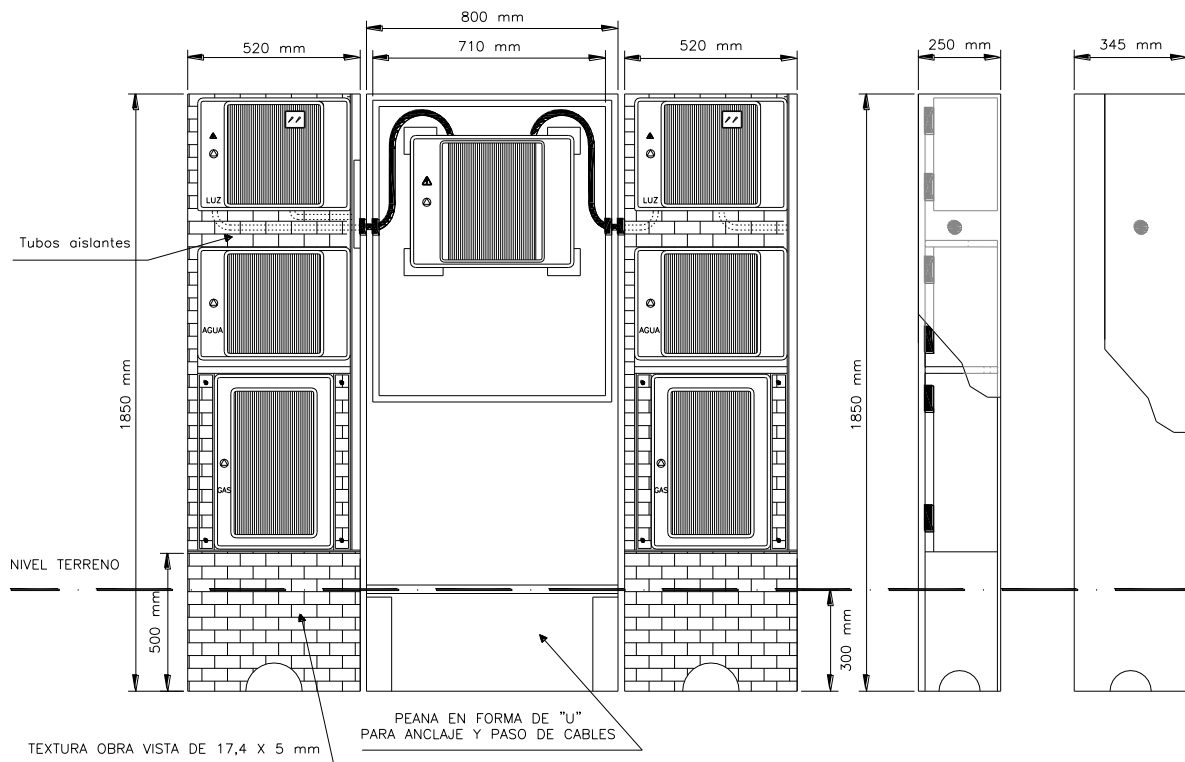 800 mm
520 mm
710 mm
520 mm
250 mm
345 mm
LUZ
LUZ
Tubos aislantes
AGUA
AGUA
1850 mm
1850 mm
GAS
GAS
NIVEL TERRENO
500 mm
300 mm
PEANA EN FORMA DE "U"
PARA ANCLAJE Y PASO DE CABLES
TEXTURA OBRA VISTA DE 17,4 X 5 mm